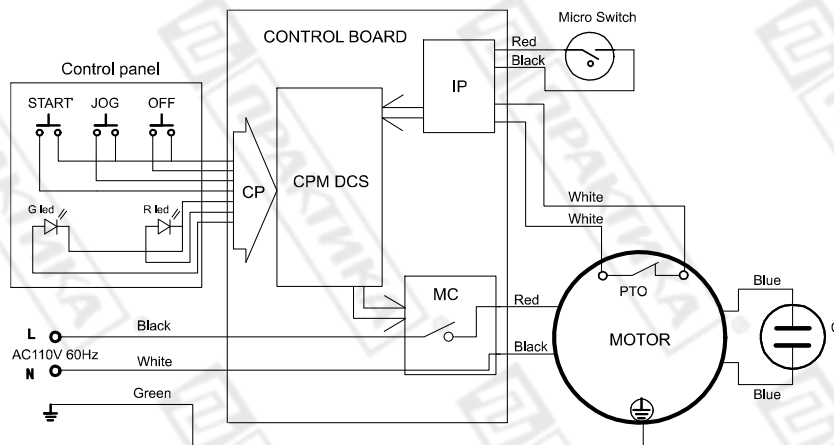 CONTROL BOARD
Micro Switch
Red
Black
IP
Control panel
START
JOG
OFF
CPM DCS
CP
G led
R led
White
White
MC
Red
Black
PTO
MOTOR
Blue
Blue
C
L
Black
AC110V 60Hz
N
White
Green
ПРАКТИКА